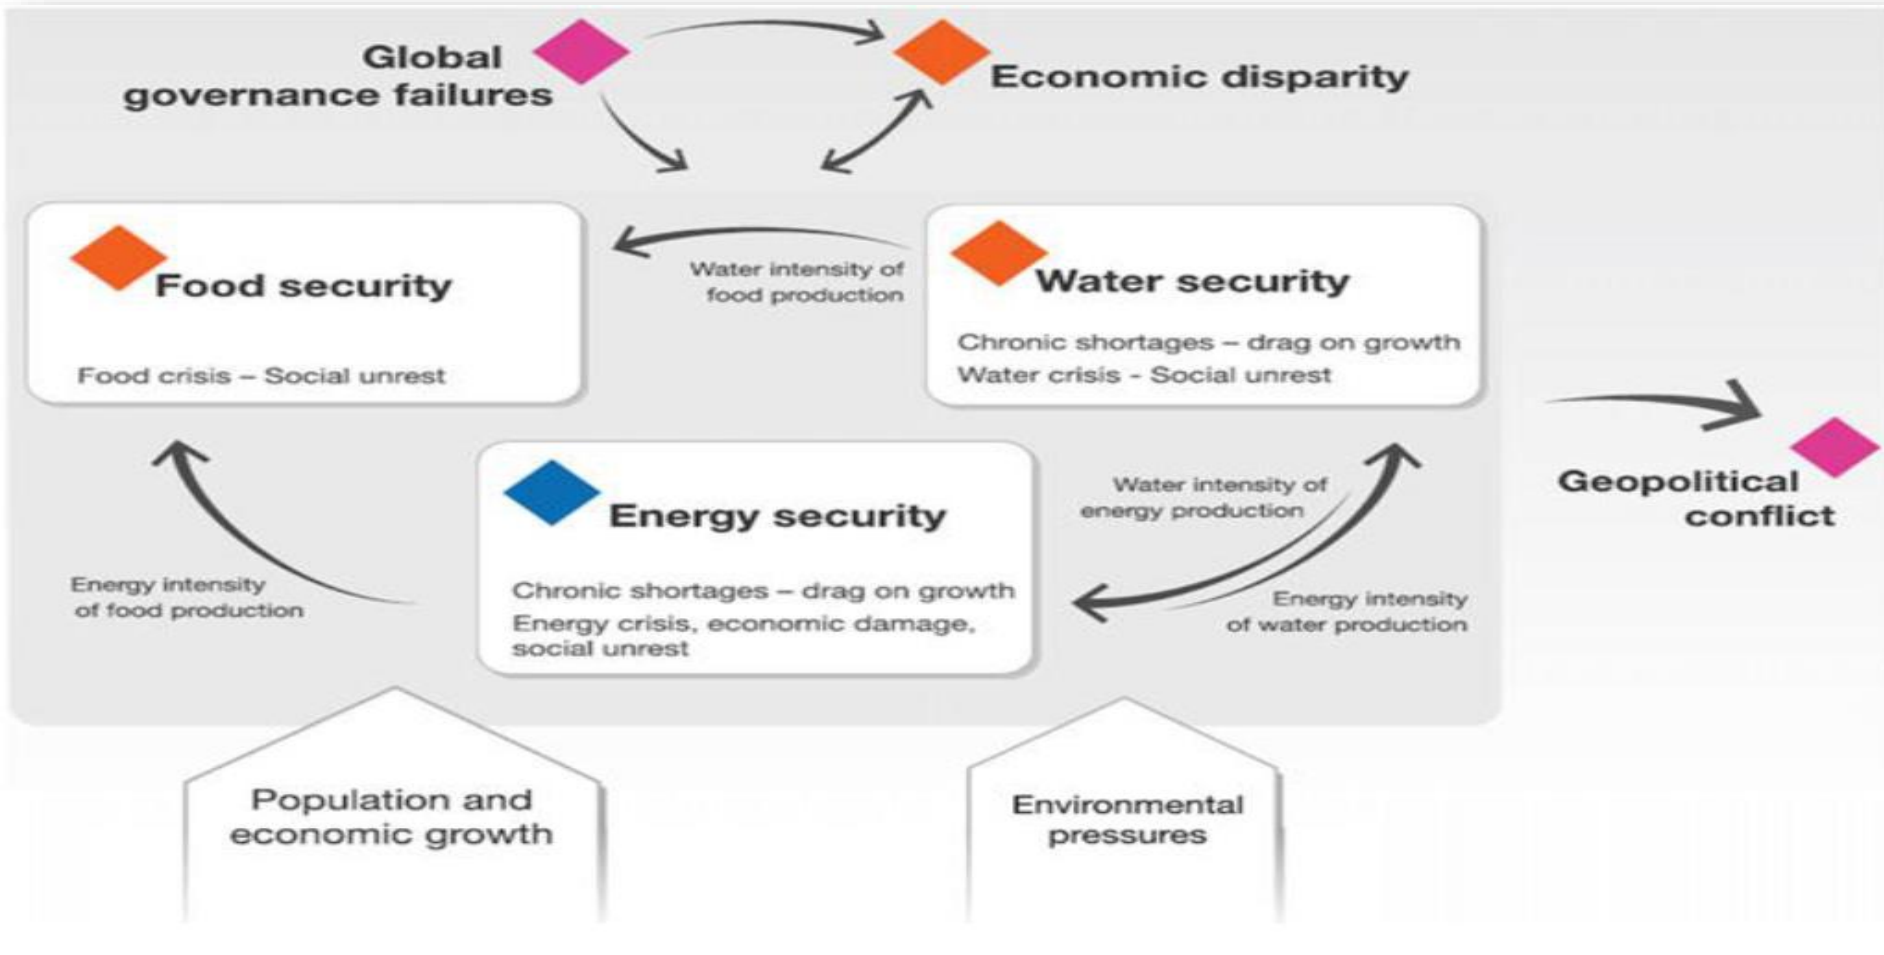 Global
governance failures
Economic disparity
Food security
Food crisis – Social unrest
Water intensity of
food production
Water security
Chronic shortages – drag on growth
Water crisis - Social unrest
Geopolitical
conflict
Energy security
Chronic shortages – drag on growth
Energy crisis, economic damage,
social unrest
Water intensity of
energy production
Energy intensity
of food production
Energy intensity
of water production
Population and
economic growth
Environmental
pressures